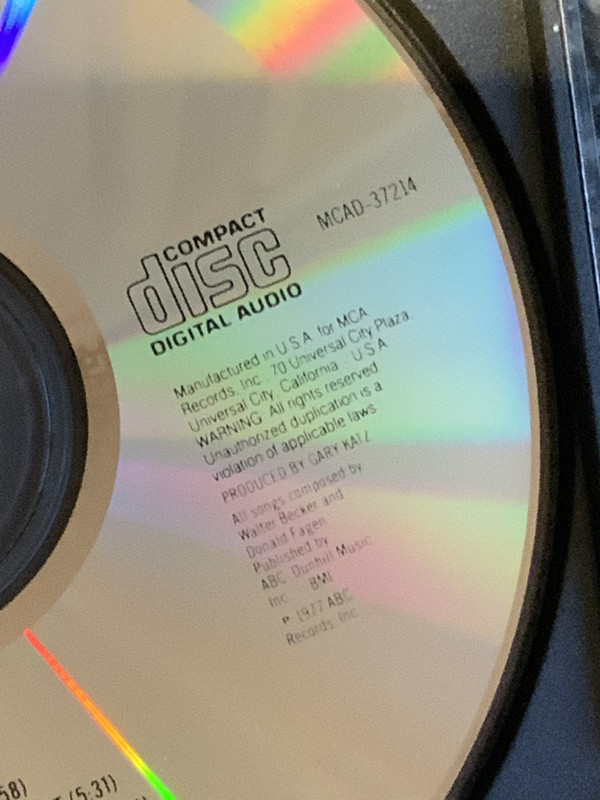 MCAD-37214
COMPACT
disc
DIGITAL AUDIO
Manufactured in U S A for MCA
Records, Inc 70 Universal City Plaza.
Universal City California - U S A
WARNING All rights reserved
Unauthorized duplication is a
violation of applicable laws
PRODUCED BY GARY KATZ
All songs composed by
Walter Becker and
Donald Fagen
Published by
ABC Dunhill Music
Inc BMI
℗ 1977 ABC
Records, Inc
58)
(5:31)